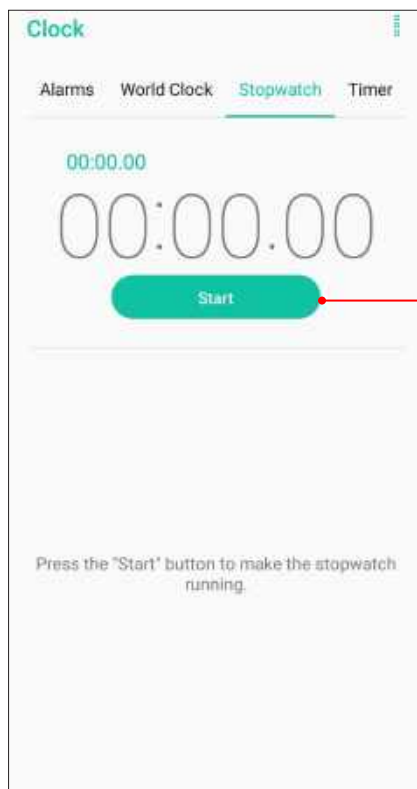 Clock
Alarms World Clock Stopwatch Timer
00:00.00
00:00.00
Start
Press the "Start" button to make the stopwatch
running.